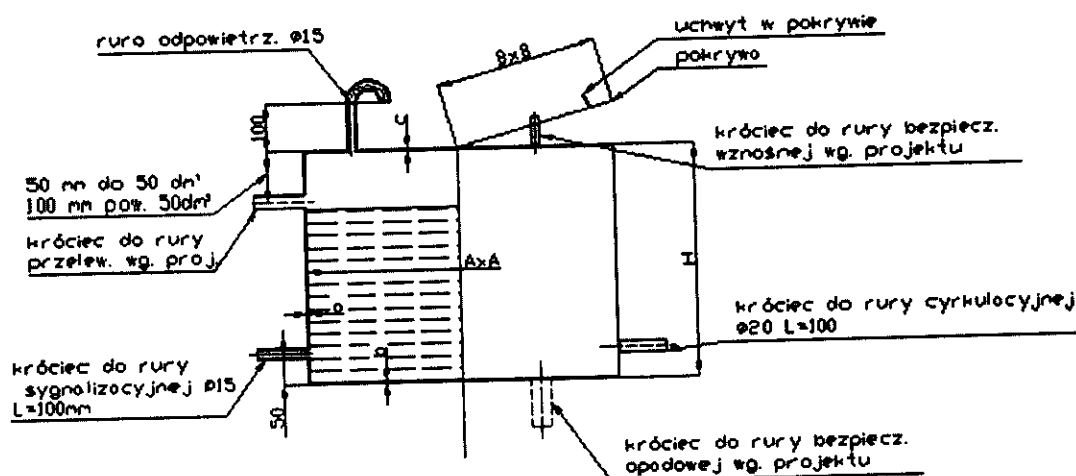 ruro odpowietrz. ø15
uchwyt w pokrywie
8x8
pokrywo
100
c
króciec do rury bezpiecz.
wznośnej wg. projektu
50 mm do 50 dm³
100 mm pow. 50dm³
króciec do rury
przelew. wg. proj.
AxA
H
a
króciec do rury cyrkulocyjnej
ø20 L=100
króciec do rury
sygnolizocyjnej ø15
L=100mm
a
50
króciec do rury bezpiecz.
opodowej wg. projektu